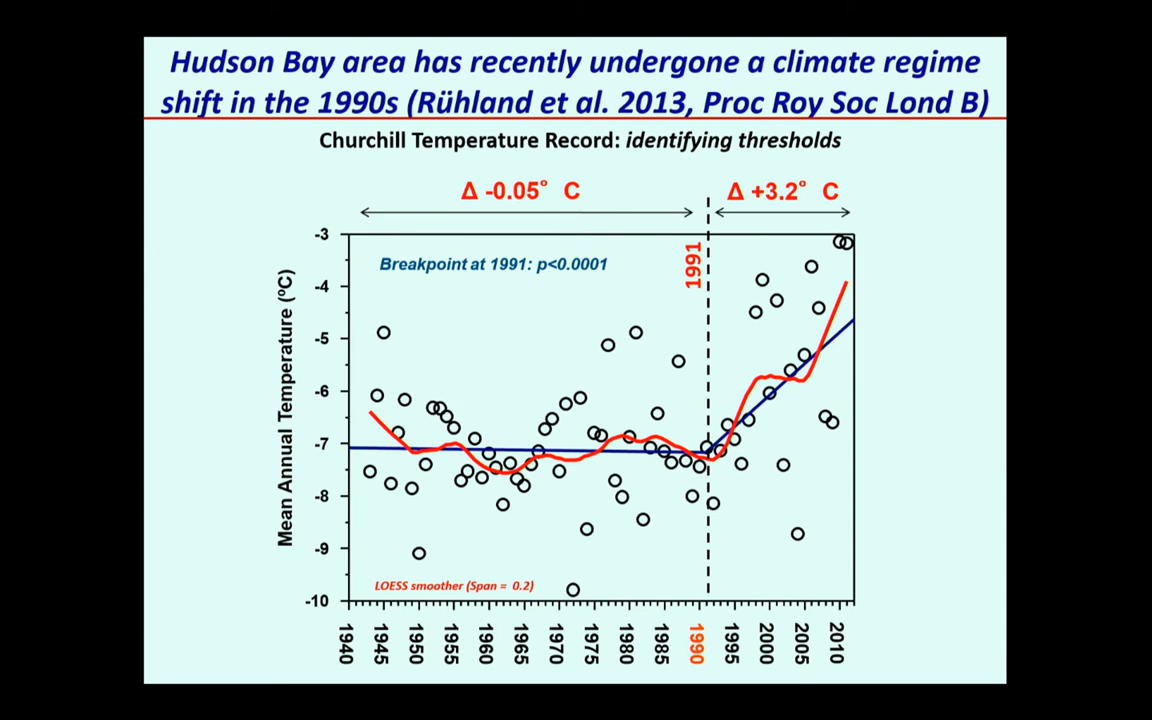 Hudson Bay area has recently undergone a climate regime
shift in the 1990s (Rühland et al. 2013, Proc Roy Soc Lond B)
Churchill Temperature Record: identifying thresholds
Δ -0.05° C
Δ +3.2° C
Breakpoint at 1991: p<0.0001
1991
Mean Annual Temperature (ºC)
-3
-4
-5
-6
-7
-8
-9
-10
LOESS smoother (Span = 0.2)
1940 1945 1950 1955 1960 1965 1970 1975 1980 1985 1990 1995 2000 2005 2010